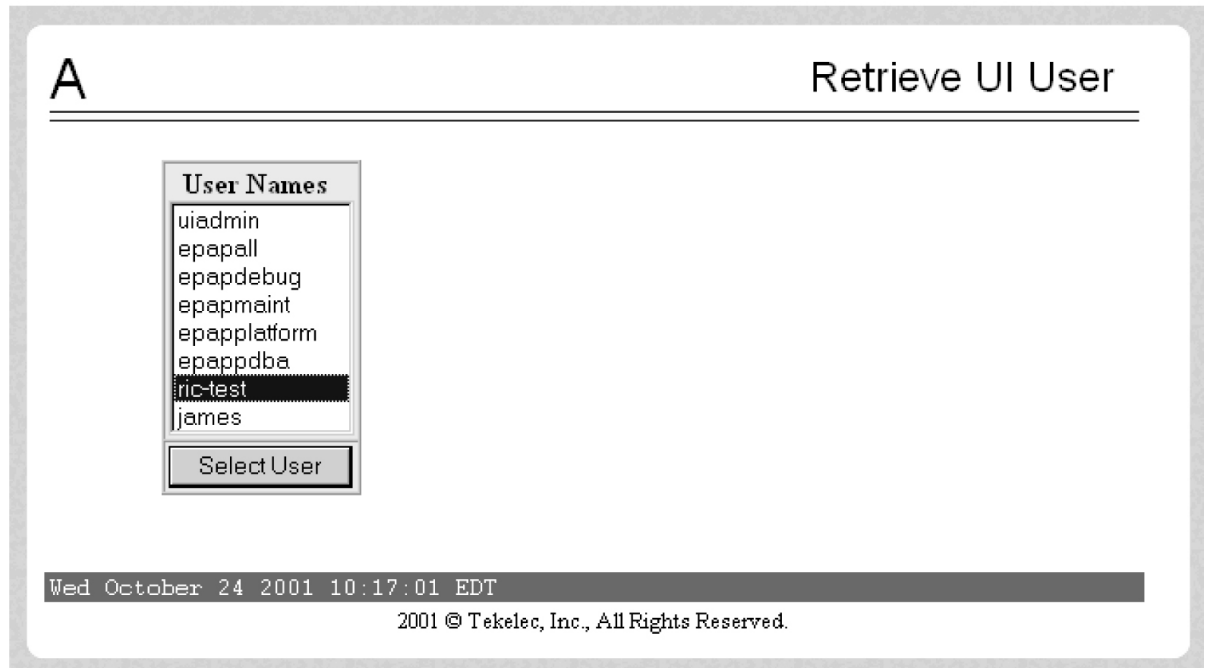 A
Retrieve UI User
User Names
uiadmin
epapall
epapdebug
epapmaint
epapplatform
epappdba
ric-test
james
Select User
Wed October 24 2001 10:17:01 EDT
2001 © Tekelec, Inc., All Rights Reserved.